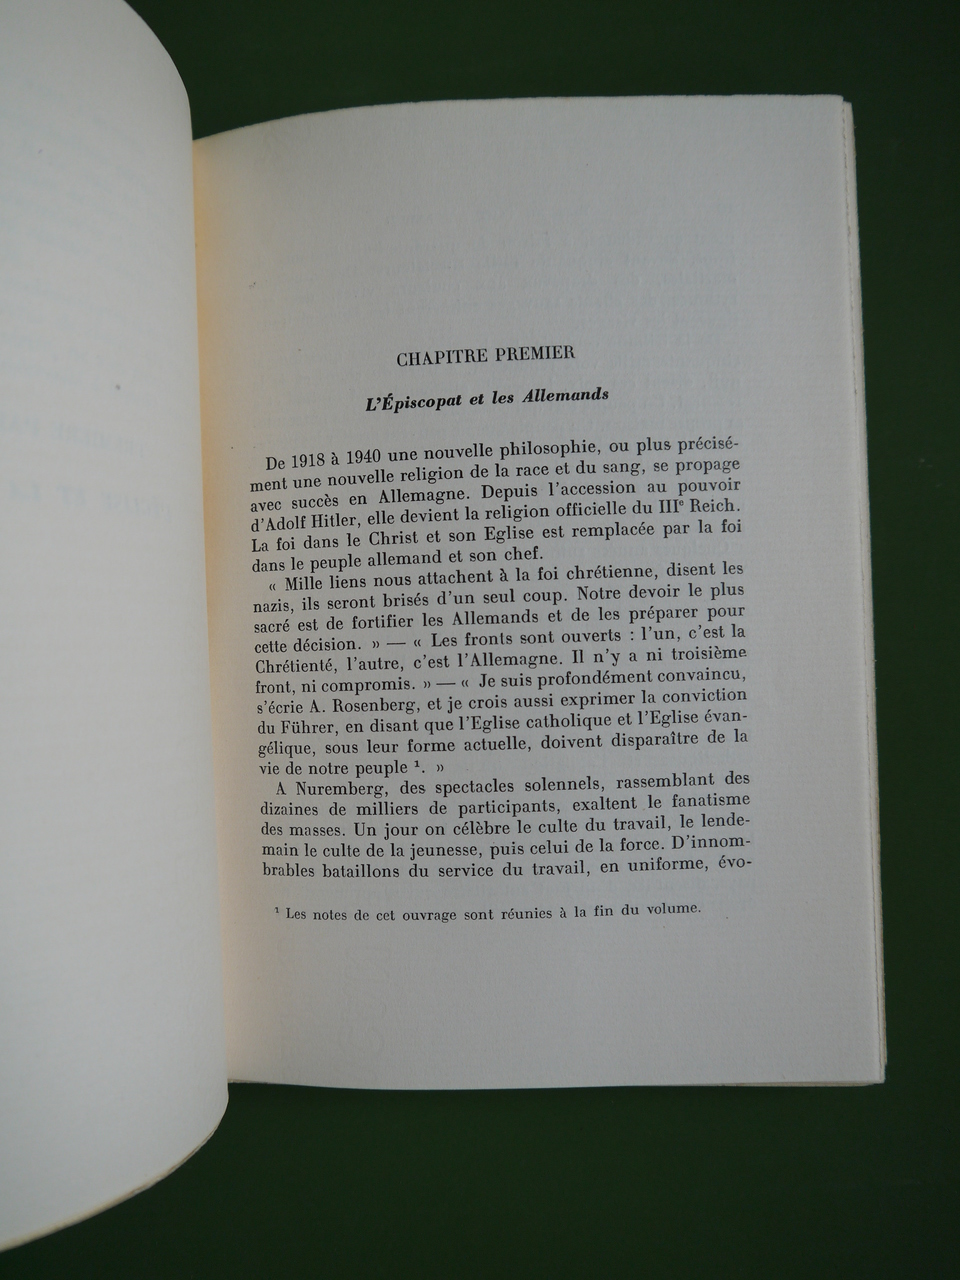 CHAPITRE PREMIER
L'Épiscopat et les Allemands
De 1918 à 1940 une nouvelle philosophie, ou plus précisé-
ment une nouvelle religion de la race et du sang, se propage
avec succès en Allemagne. Depuis l'accession au pouvoir
d'Adolf Hitler, elle devient la religion officielle du IIIe Reich.
La foi dans le Christ et son Eglise est remplacée par la foi
dans le peuple allemand et son chef.
« Mille liens nous attachent à la foi chrétienne, disent les
nazis, ils seront brisés d'un seul coup. Notre devoir le plus
sacré est de fortifier les Allemands et de les préparer pour
cette décision. » — « Les fronts sont ouverts : l'un, c'est la
Chrétienté, l'autre, c'est l'Allemagne. Il n'y a ni troisième
front, ni compromis. » — « Je suis profondément convaincu,
s'écrie A. Rosenberg, et je crois aussi exprimer la conviction
du Führer, en disant que l'Eglise catholique et l'Eglise évan-
gélique, sous leur forme actuelle, doivent disparaître de la
vie de notre peuple ¹. »
A Nuremberg, des spectacles solennels, rassemblant des
dizaines de milliers de participants, exaltent le fanatisme
des masses. Un jour on célèbre le culte du travail, le lende-
main le culte de la jeunesse, puis celui de la force. D'innom-
brables bataillons du service du travail, en uniforme, évo-
¹ Les notes de cet ouvrage sont réunies à la fin du volume.